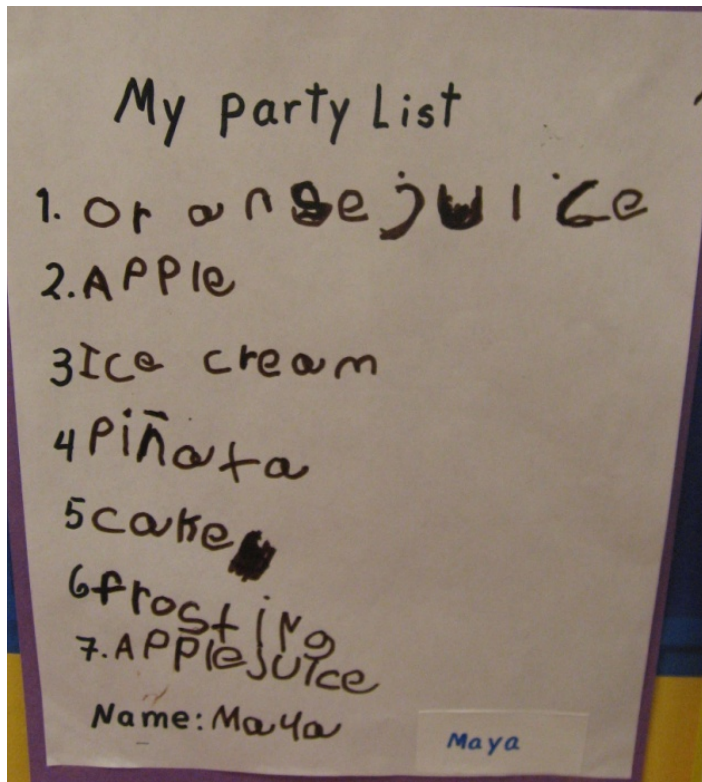 My party List
1. Orange juice
2. APPle
3 Ice cream
4 Piñata
5 cake
6 frosting
7. APPle juice
Name: Maya
Maya